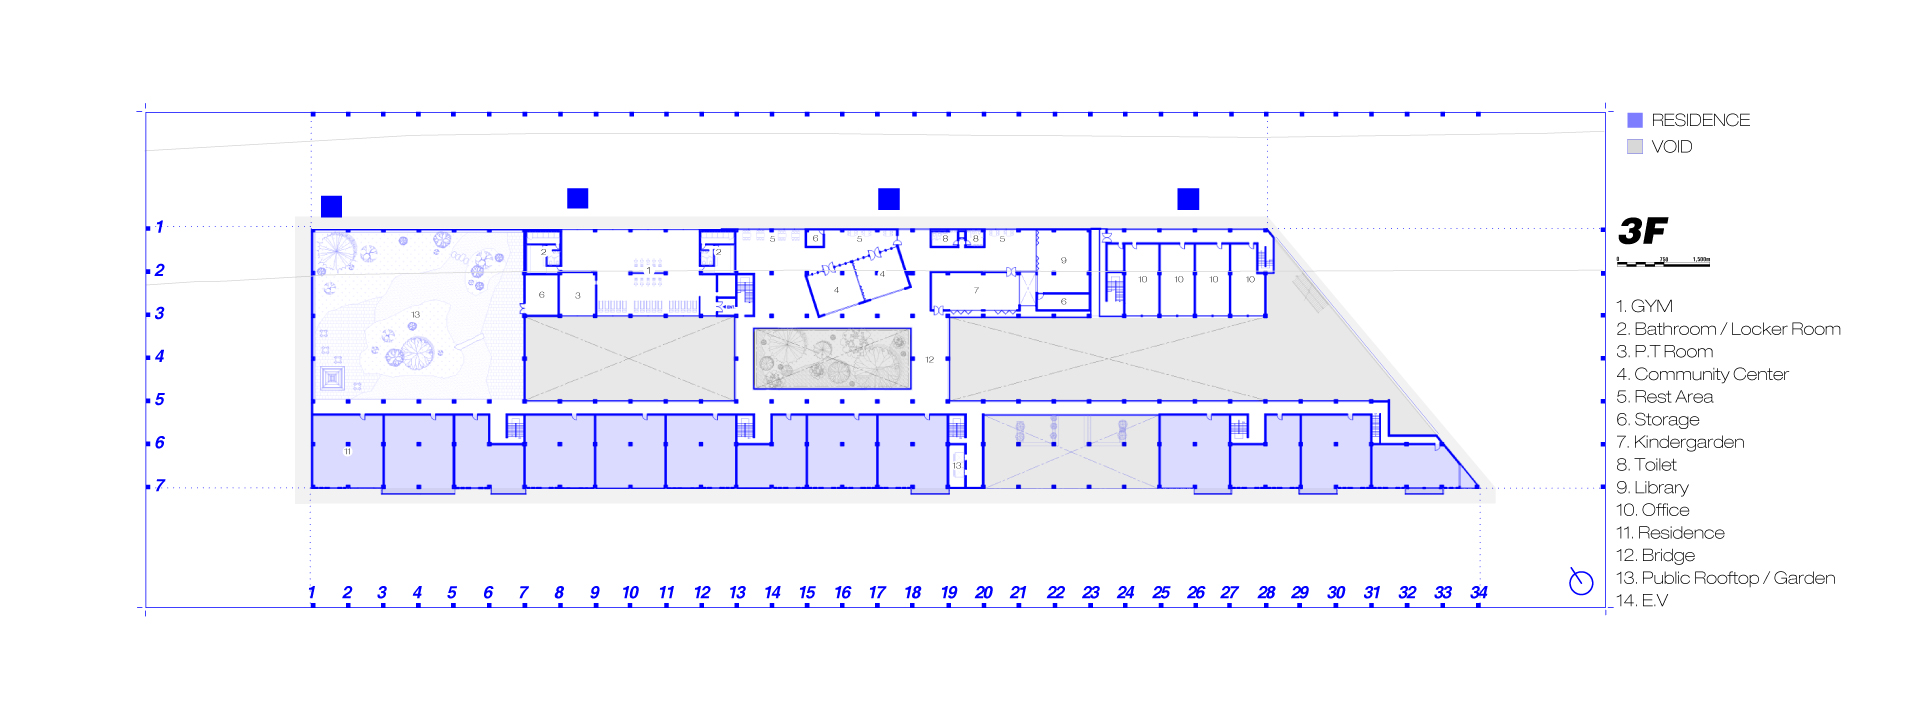 RESIDENCE
VOID
3F
0 750 1,500m
1. GYM
2. Bathroom / Locker Room
3. P.T Room
4. Community Center
5. Rest Area
6. Storage
7. Kindergarden
8. Toilet
9. Library
10. Office
11. Residence
12. Bridge
13. Public Rooftop / Garden
14. E.V
1
2
3
4
5
6
7
2 2 5 6 5 8 8 5
1 4 9
6 3 4 7 6 10 10 10 10
13
12
11 13
1 2 3 4 5 6 7 8 9 10 11 12 13 14 15 16 17 18 19 20 21 22 23 24 25 26 27 28 29 30 31 32 33 34